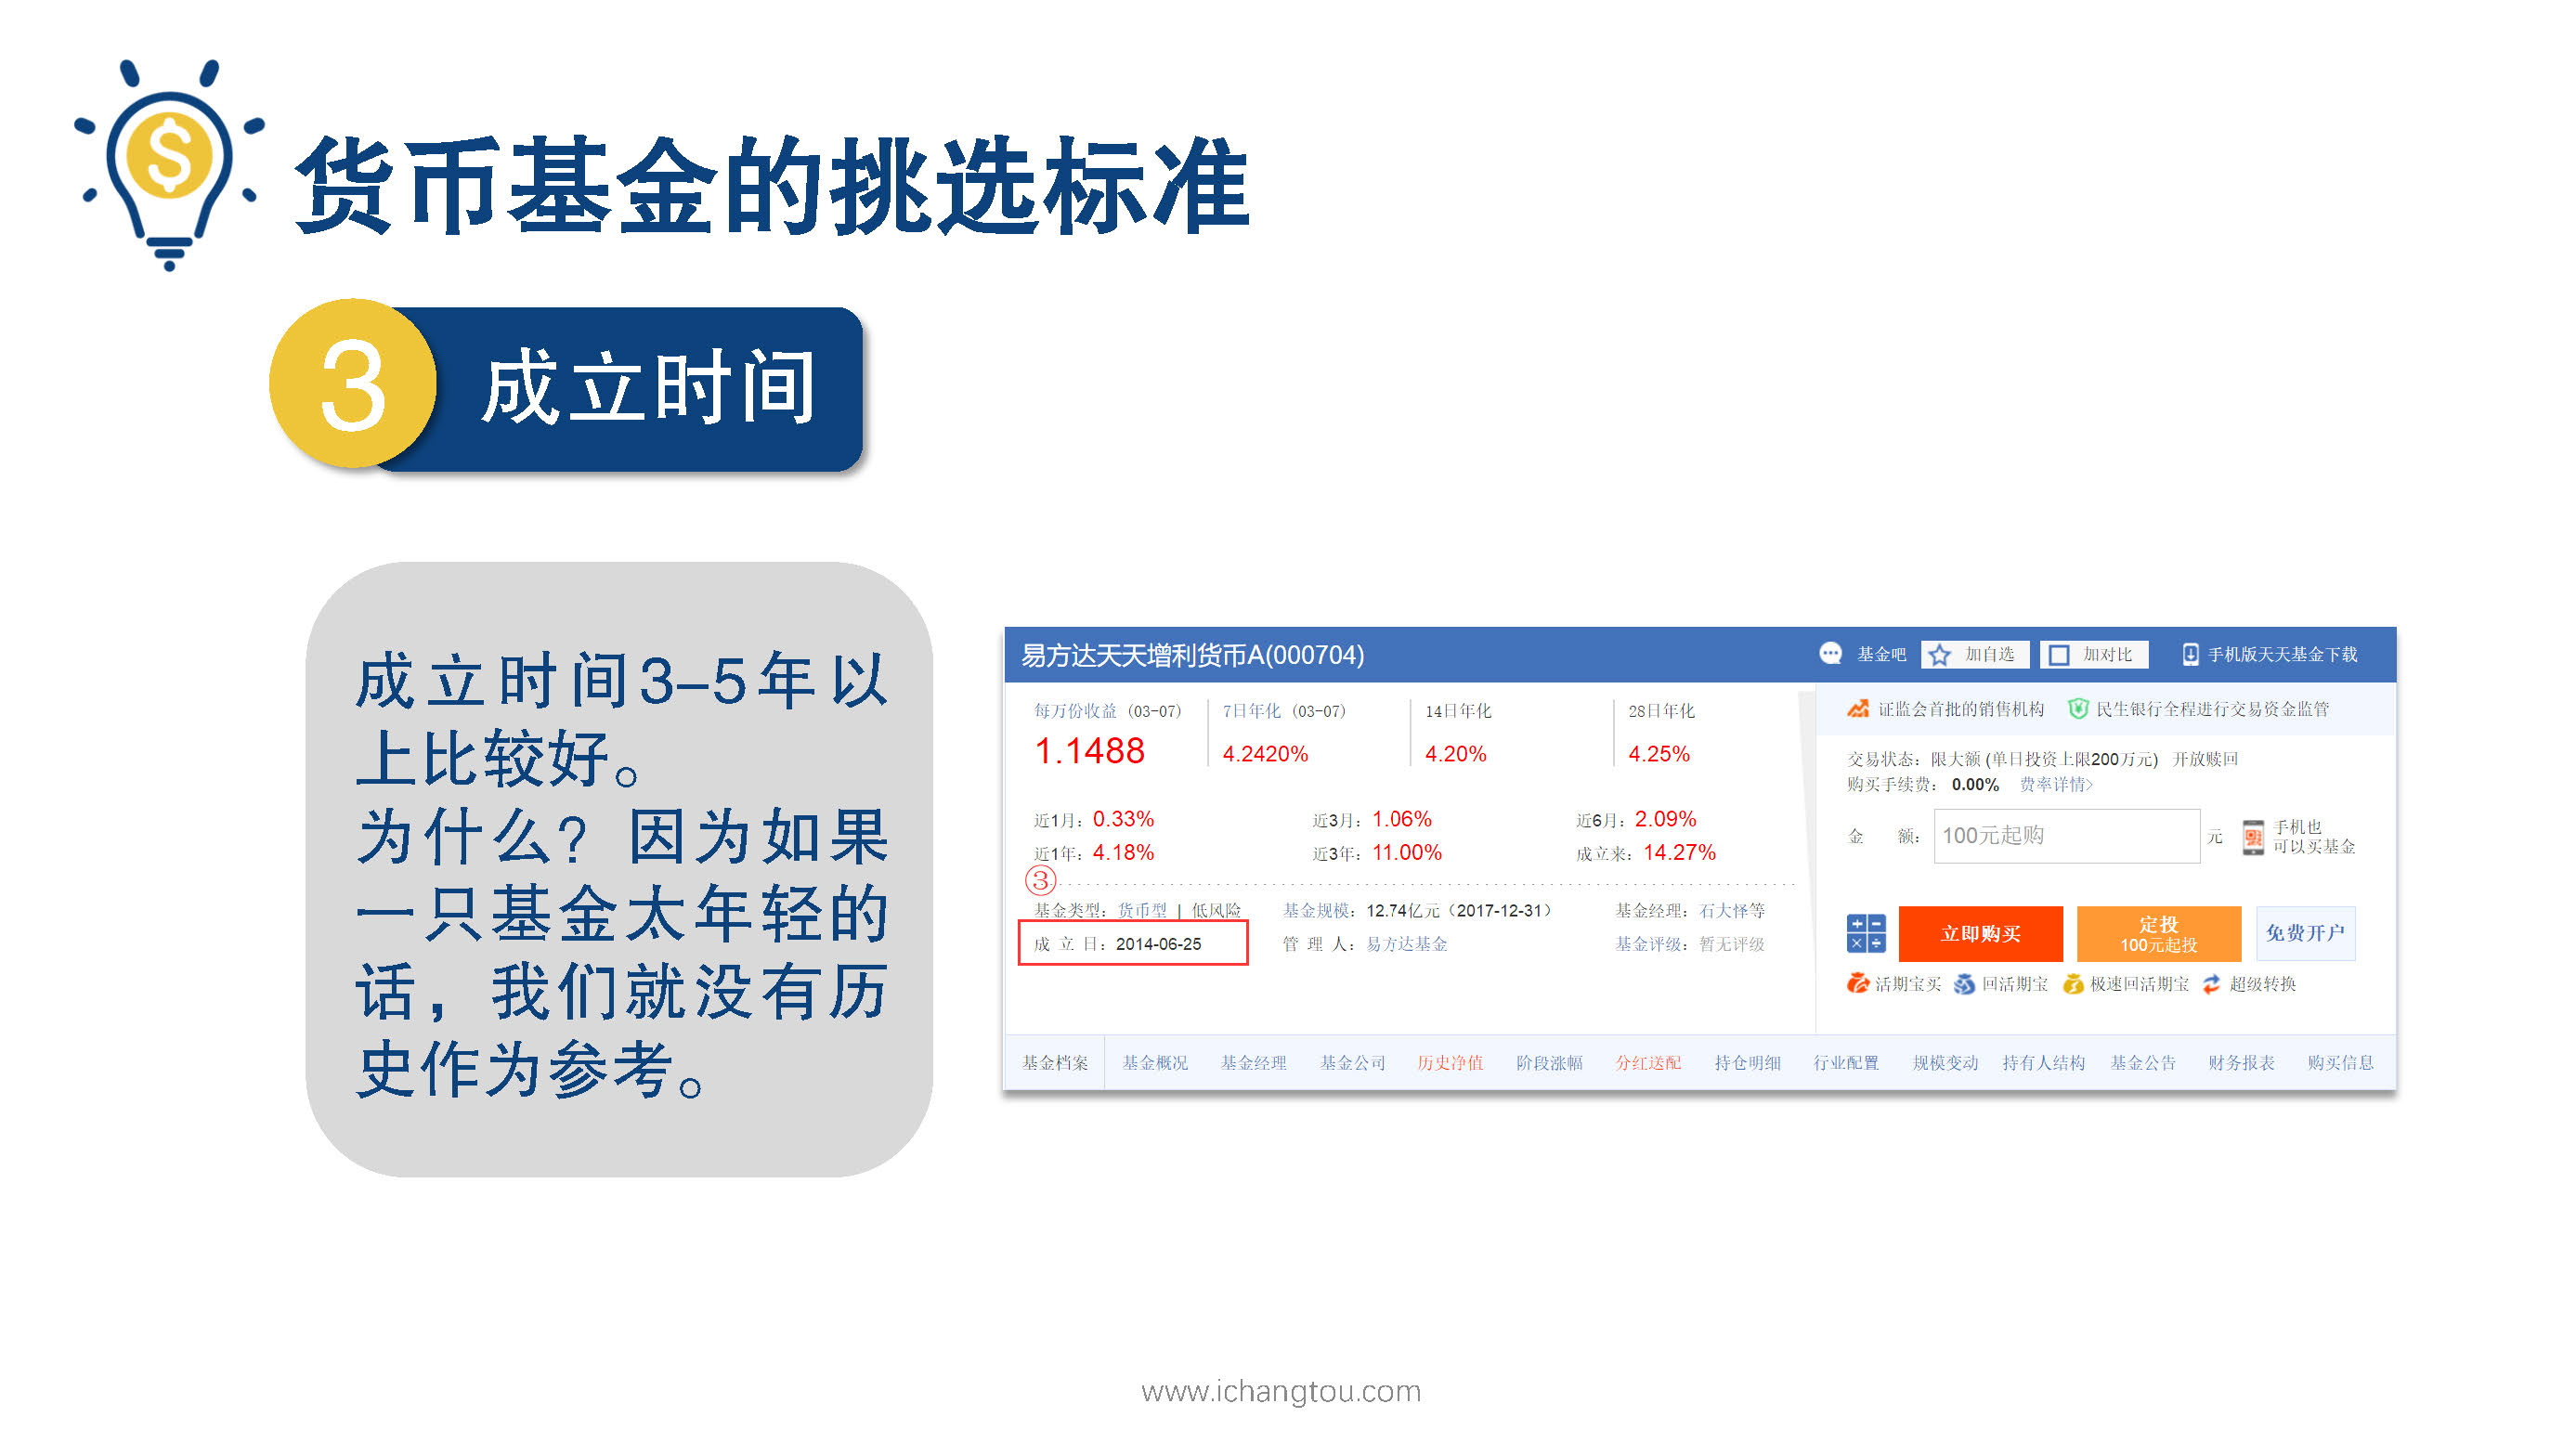 货币基金的挑选标准
3 成立时间
成立时间3–5年以
上比较好。
为什么？因为如果
一只基金太年轻的
话，我们就没有历
史作为参考。
易方达天天增利货币A(000704) 基金吧 加自选 加对比 手机版天天基金下载
每万份收益 (03-07) 7日年化 (03-07) 14日年化 28日年化
1.1488 4.2420% 4.20% 4.25%
近1月：0.33% 近3月：1.06% 近6月：2.09%
近1年：4.18% 近3年：11.00% 成立来：14.27%
③
基金类型：货币型 | 低风险 基金规模：12.74亿元（2017-12-31） 基金经理：石大怿等
成 立 日：2014-06-25 管 理 人：易方达基金 基金评级：暂无评级
证监会首批的销售机构 民生银行全程进行交易资金监管
交易状态：限大额 (单日投资上限200万元) 开放赎回
购买手续费：0.00% 费率详情>
金 额：100元起购 元 手机也
可以买基金
立即购买 定投 免费开户
100元起投
活期宝买 回活期宝 极速回活期宝 超级转换
基金档案 基金概况 基金经理 基金公司 历史净值 阶段涨幅 分红送配 持仓明细 行业配置 规模变动 持有人结构 基金公告 财务报表 购买信息
www.ichangtou.com